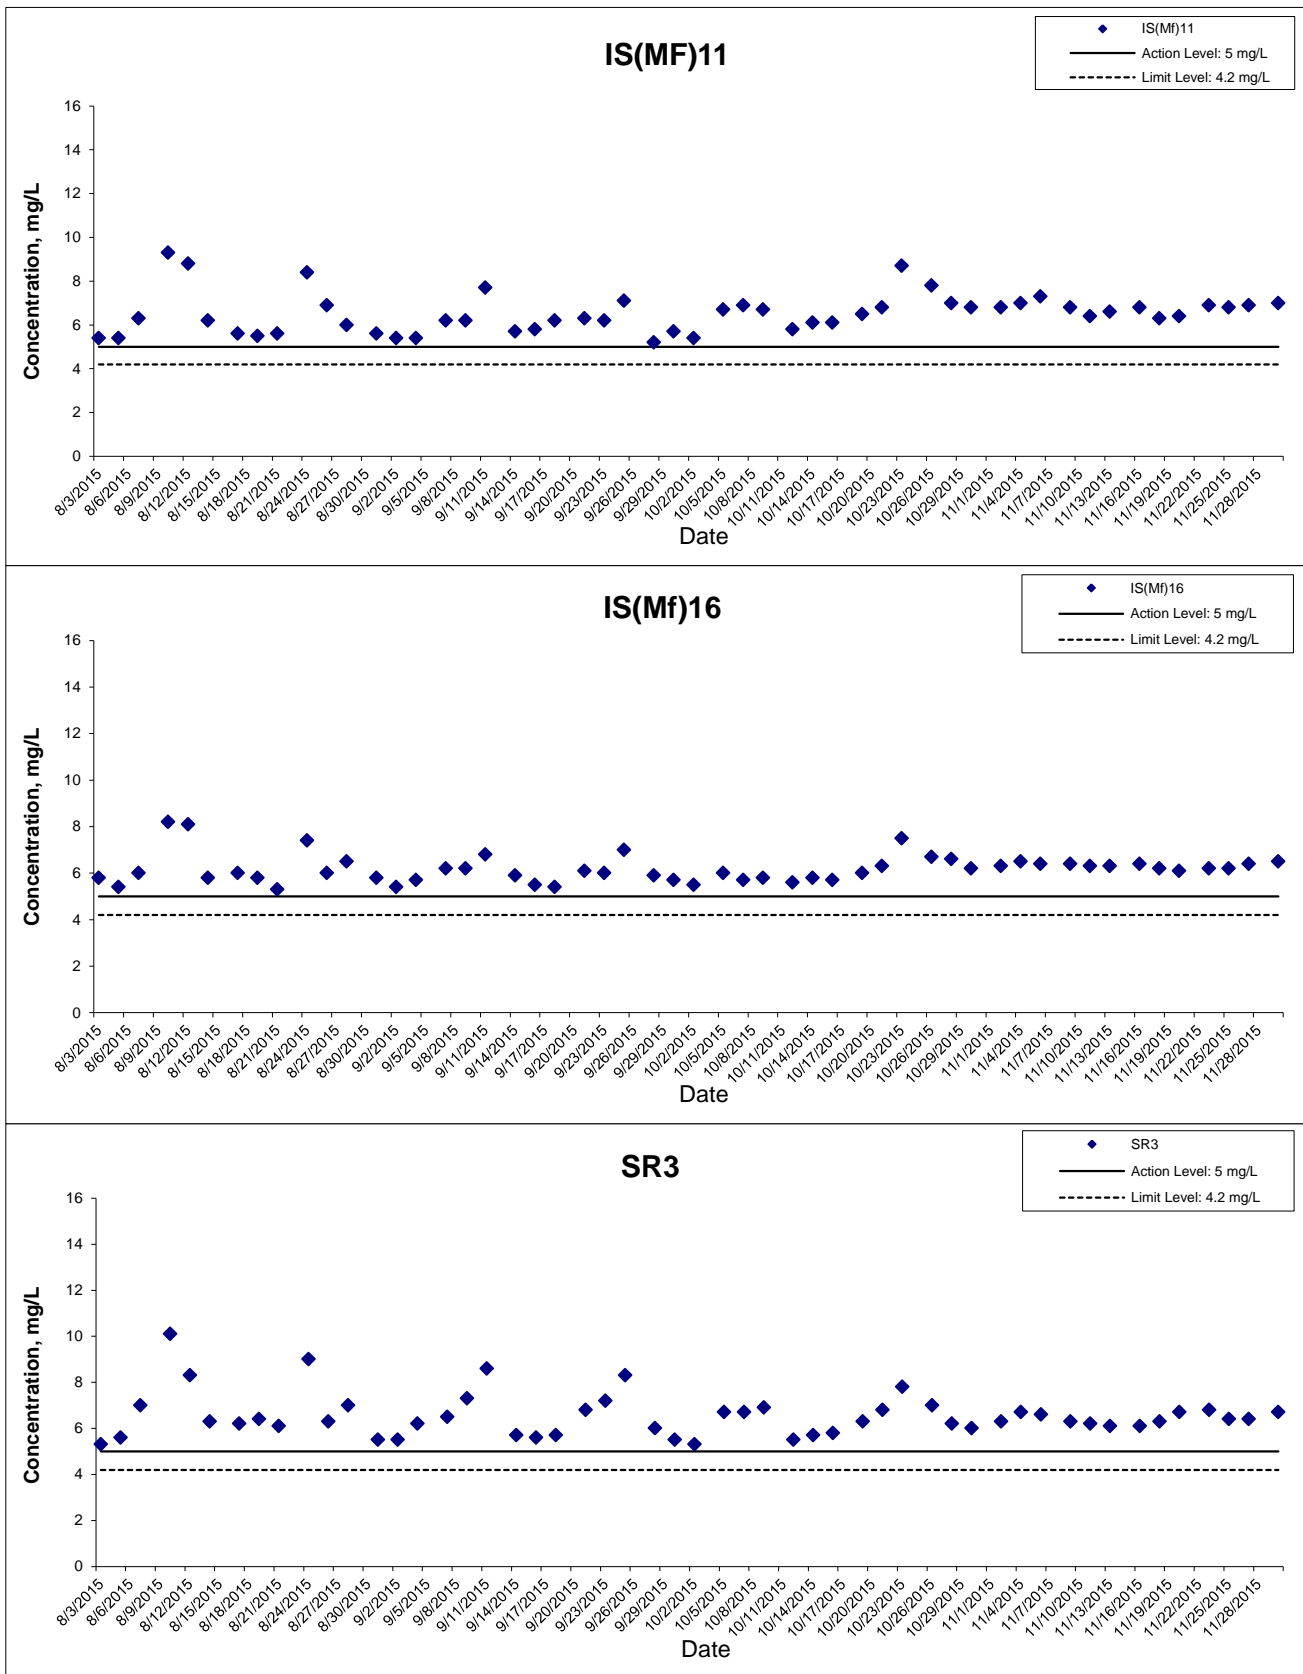 IS(MF)11
IS(Mf)11
Action Level: 5 mg/L
Limit Level: 4.2 mg/L
Concentration, mg/L
16
14
12
10
8
6
4
2
0
8/3/2015 8/6/2015 8/9/2015 8/12/2015 8/15/2015 8/18/2015 8/21/2015 8/24/2015 8/27/2015 8/30/2015 9/2/2015 9/5/2015 9/8/2015 9/11/2015 9/14/2015 9/17/2015 9/20/2015 9/23/2015 9/26/2015 9/29/2015 10/2/2015 10/5/2015 10/8/2015 10/11/2015 10/14/2015 10/17/2015 10/20/2015 10/23/2015 10/26/2015 10/29/2015 11/1/2015 11/4/2015 11/7/2015 11/10/2015 11/13/2015 11/16/2015 11/19/2015 11/22/2015 11/25/2015 11/28/2015
Date
IS(Mf)16
IS(Mf)16
Action Level: 5 mg/L
Limit Level: 4.2 mg/L
Concentration, mg/L
16
14
12
10
8
6
4
2
0
8/3/2015 8/6/2015 8/9/2015 8/12/2015 8/15/2015 8/18/2015 8/21/2015 8/24/2015 8/27/2015 8/30/2015 9/2/2015 9/5/2015 9/8/2015 9/11/2015 9/14/2015 9/17/2015 9/20/2015 9/23/2015 9/26/2015 9/29/2015 10/2/2015 10/5/2015 10/8/2015 10/11/2015 10/14/2015 10/17/2015 10/20/2015 10/23/2015 10/26/2015 10/29/2015 11/1/2015 11/4/2015 11/7/2015 11/10/2015 11/13/2015 11/16/2015 11/19/2015 11/22/2015 11/25/2015 11/28/2015
Date
SR3
SR3
Action Level: 5 mg/L
Limit Level: 4.2 mg/L
Concentration, mg/L
16
14
12
10
8
6
4
2
0
8/3/2015 8/6/2015 8/9/2015 8/12/2015 8/15/2015 8/18/2015 8/21/2015 8/24/2015 8/27/2015 8/30/2015 9/2/2015 9/5/2015 9/8/2015 9/11/2015 9/14/2015 9/17/2015 9/20/2015 9/23/2015 9/26/2015 9/29/2015 10/2/2015 10/5/2015 10/8/2015 10/11/2015 10/14/2015 10/17/2015 10/20/2015 10/23/2015 10/26/2015 10/29/2015 11/1/2015 11/4/2015 11/7/2015 11/10/2015 11/13/2015 11/16/2015 11/19/2015 11/22/2015 11/25/2015 11/28/2015
Date